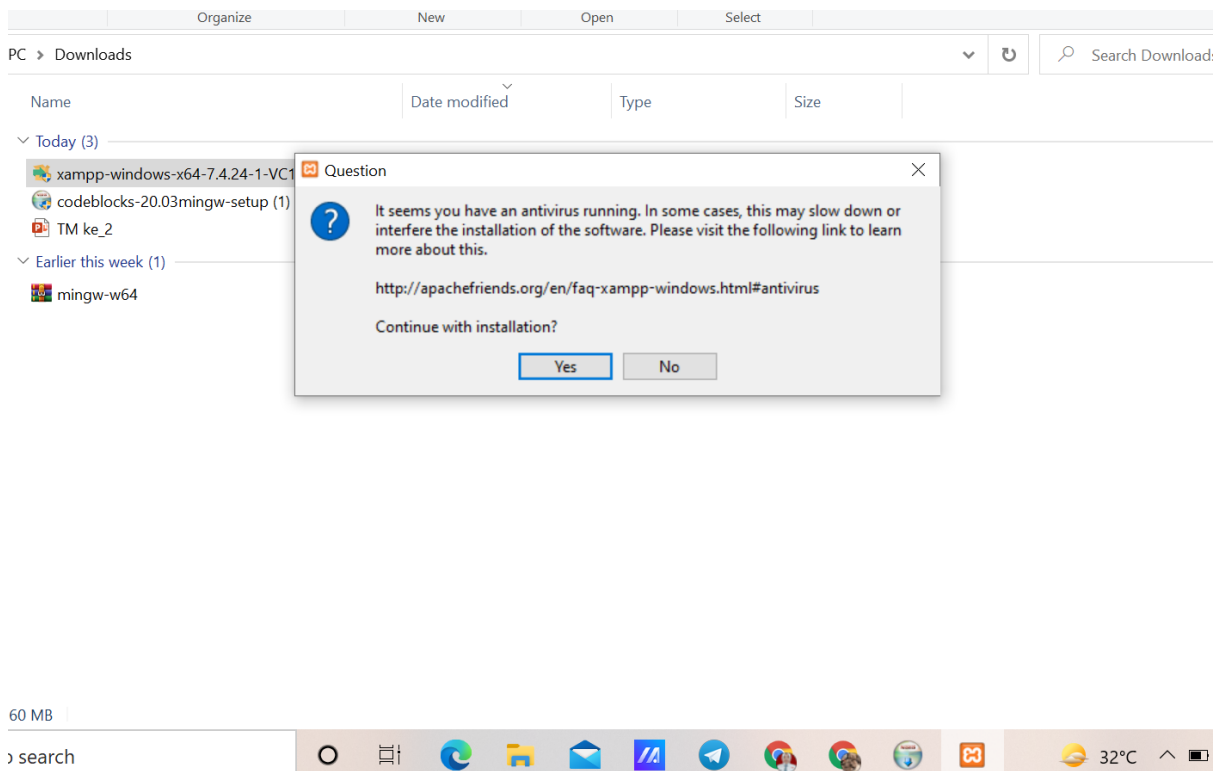 Organize New Open Select
PC > Downloads
Search Downloads
Name Date modified Type Size
Today (3)
xampp-windows-x64-7.4.24-1-VC1
codeblocks-20.03mingw-setup (1)
TM ke_2
Earlier this week (1)
mingw-w64
Question
It seems you have an antivirus running. In some cases, this may slow down or
interfere the installation of the software. Please visit the following link to learn
more about this.
http://apachefriends.org/en/faq-xampp-windows.html#antivirus
Continue with installation?
Yes No
60 MB
o search
32°C